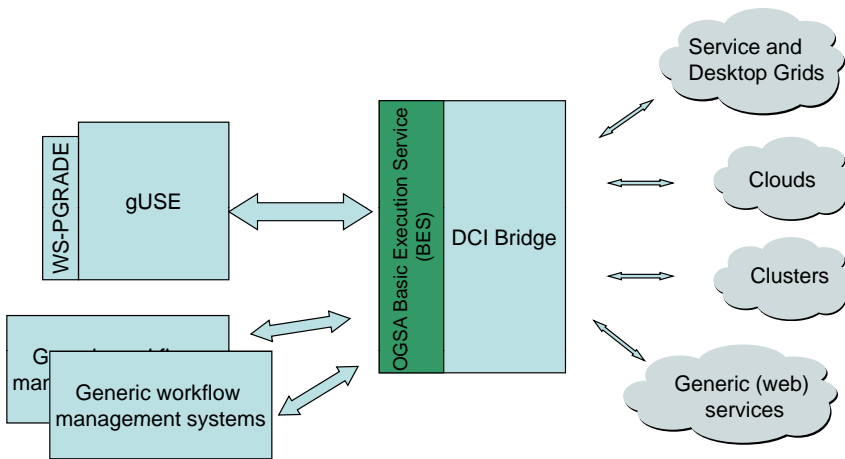 WS-PGRADE
gUSE
Generic workflow
management systems
OGSA Basic Execution Service
(BES)
DCI Bridge
Service and
Desktop Grids
Clouds
Clusters
Generic (web)
services